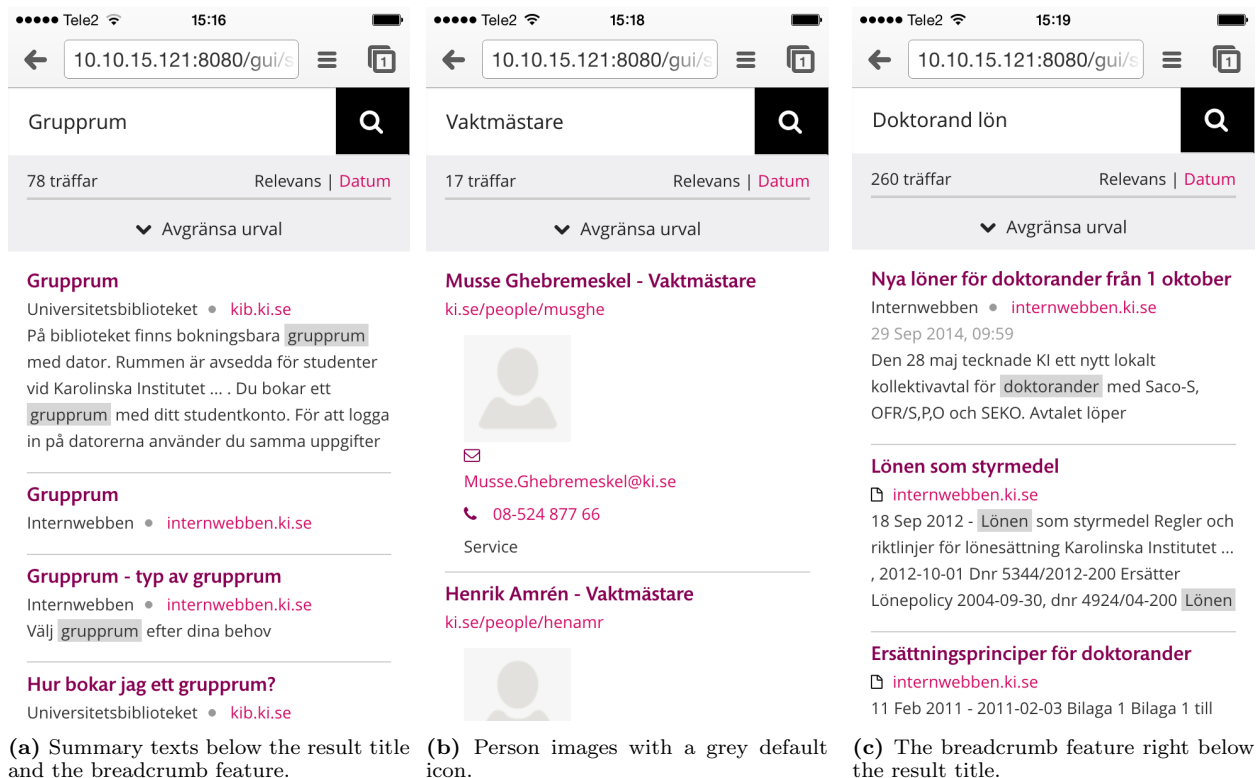 Tele2 15:16
10.10.15.121:8080/gui/s 1
Grupprum
78 träffar Relevans | Datum
Avgränsa urval
Grupprum
Universitetsbiblioteket • kib.ki.se
På biblioteket finns bokningsbara grupprum
med dator. Rummen är avsedda för studenter
vid Karolinska Institutet ... . Du bokar ett
grupprum med ditt studentkonto. För att logga
in på datorerna använder du samma uppgifter
Grupprum
Internwebben • internwebben.ki.se
Grupprum - typ av grupprum
Internwebben • internwebben.ki.se
Välj grupprum efter dina behov
Hur bokar jag ett grupprum?
Universitetsbiblioteket • kib.ki.se
(a) Summary texts below the result title
and the breadcrumb feature.
Tele2 15:18
10.10.15.121:8080/gui/s 1
Vaktmästare
17 träffar Relevans | Datum
Avgränsa urval
Musse Ghebremeskel - Vaktmästare
ki.se/people/musghe
Musse.Ghebremeskel@ki.se
08-524 877 66
Service
Henrik Amrén - Vaktmästare
ki.se/people/henamr
(b) Person images with a grey default
icon.
Tele2 15:19
10.10.15.121:8080/gui/s 1
Doktorand lön
260 träffar Relevans | Datum
Avgränsa urval
Nya löner för doktorander från 1 oktober
Internwebben • internwebben.ki.se
29 Sep 2014, 09:59
Den 28 maj tecknade KI ett nytt lokalt
kollektivavtal för doktorander med Saco-S,
OFR/S,P,O och SEKO. Avtalet löper
Lönen som styrmedel
internwebben.ki.se
18 Sep 2012 - Lönen som styrmedel Regler och
riktlinjer för lönesättning Karolinska Institutet ...
, 2012-10-01 Dnr 5344/2012-200 Ersätter
Lönepolicy 2004-09-30, dnr 4924/04-200 Lönen
Ersättningsprinciper för doktorander
internwebben.ki.se
11 Feb 2011 - 2011-02-03 Bilaga 1 Bilaga 1 till
(c) The breadcrumb feature right below
the result title.